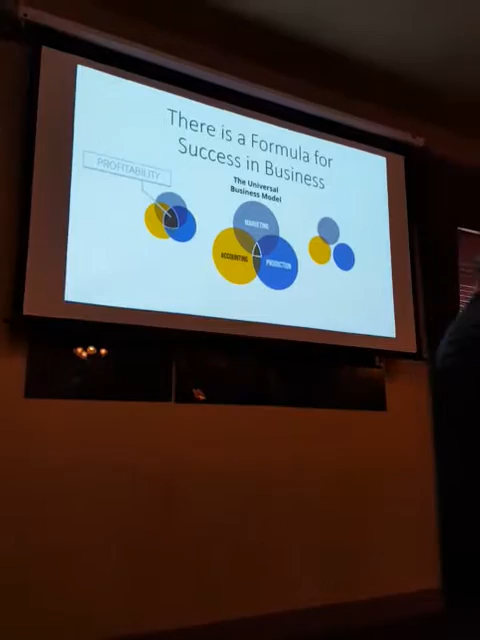 There is a Formula for
Success in Business
PROFITABILITY
The Universal
Business Model
MARKETING
ACCOUNTING
PRODUCTION